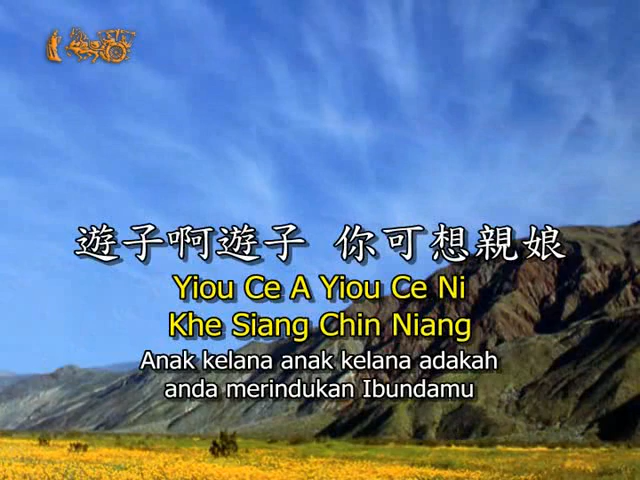 遊子啊遊子 你可想親娘
Yiou Ce A Yiou Ce Ni
Khe Siang Chin Niang
Anak kelana anak kelana adakah
anda merindukan Ibundamu